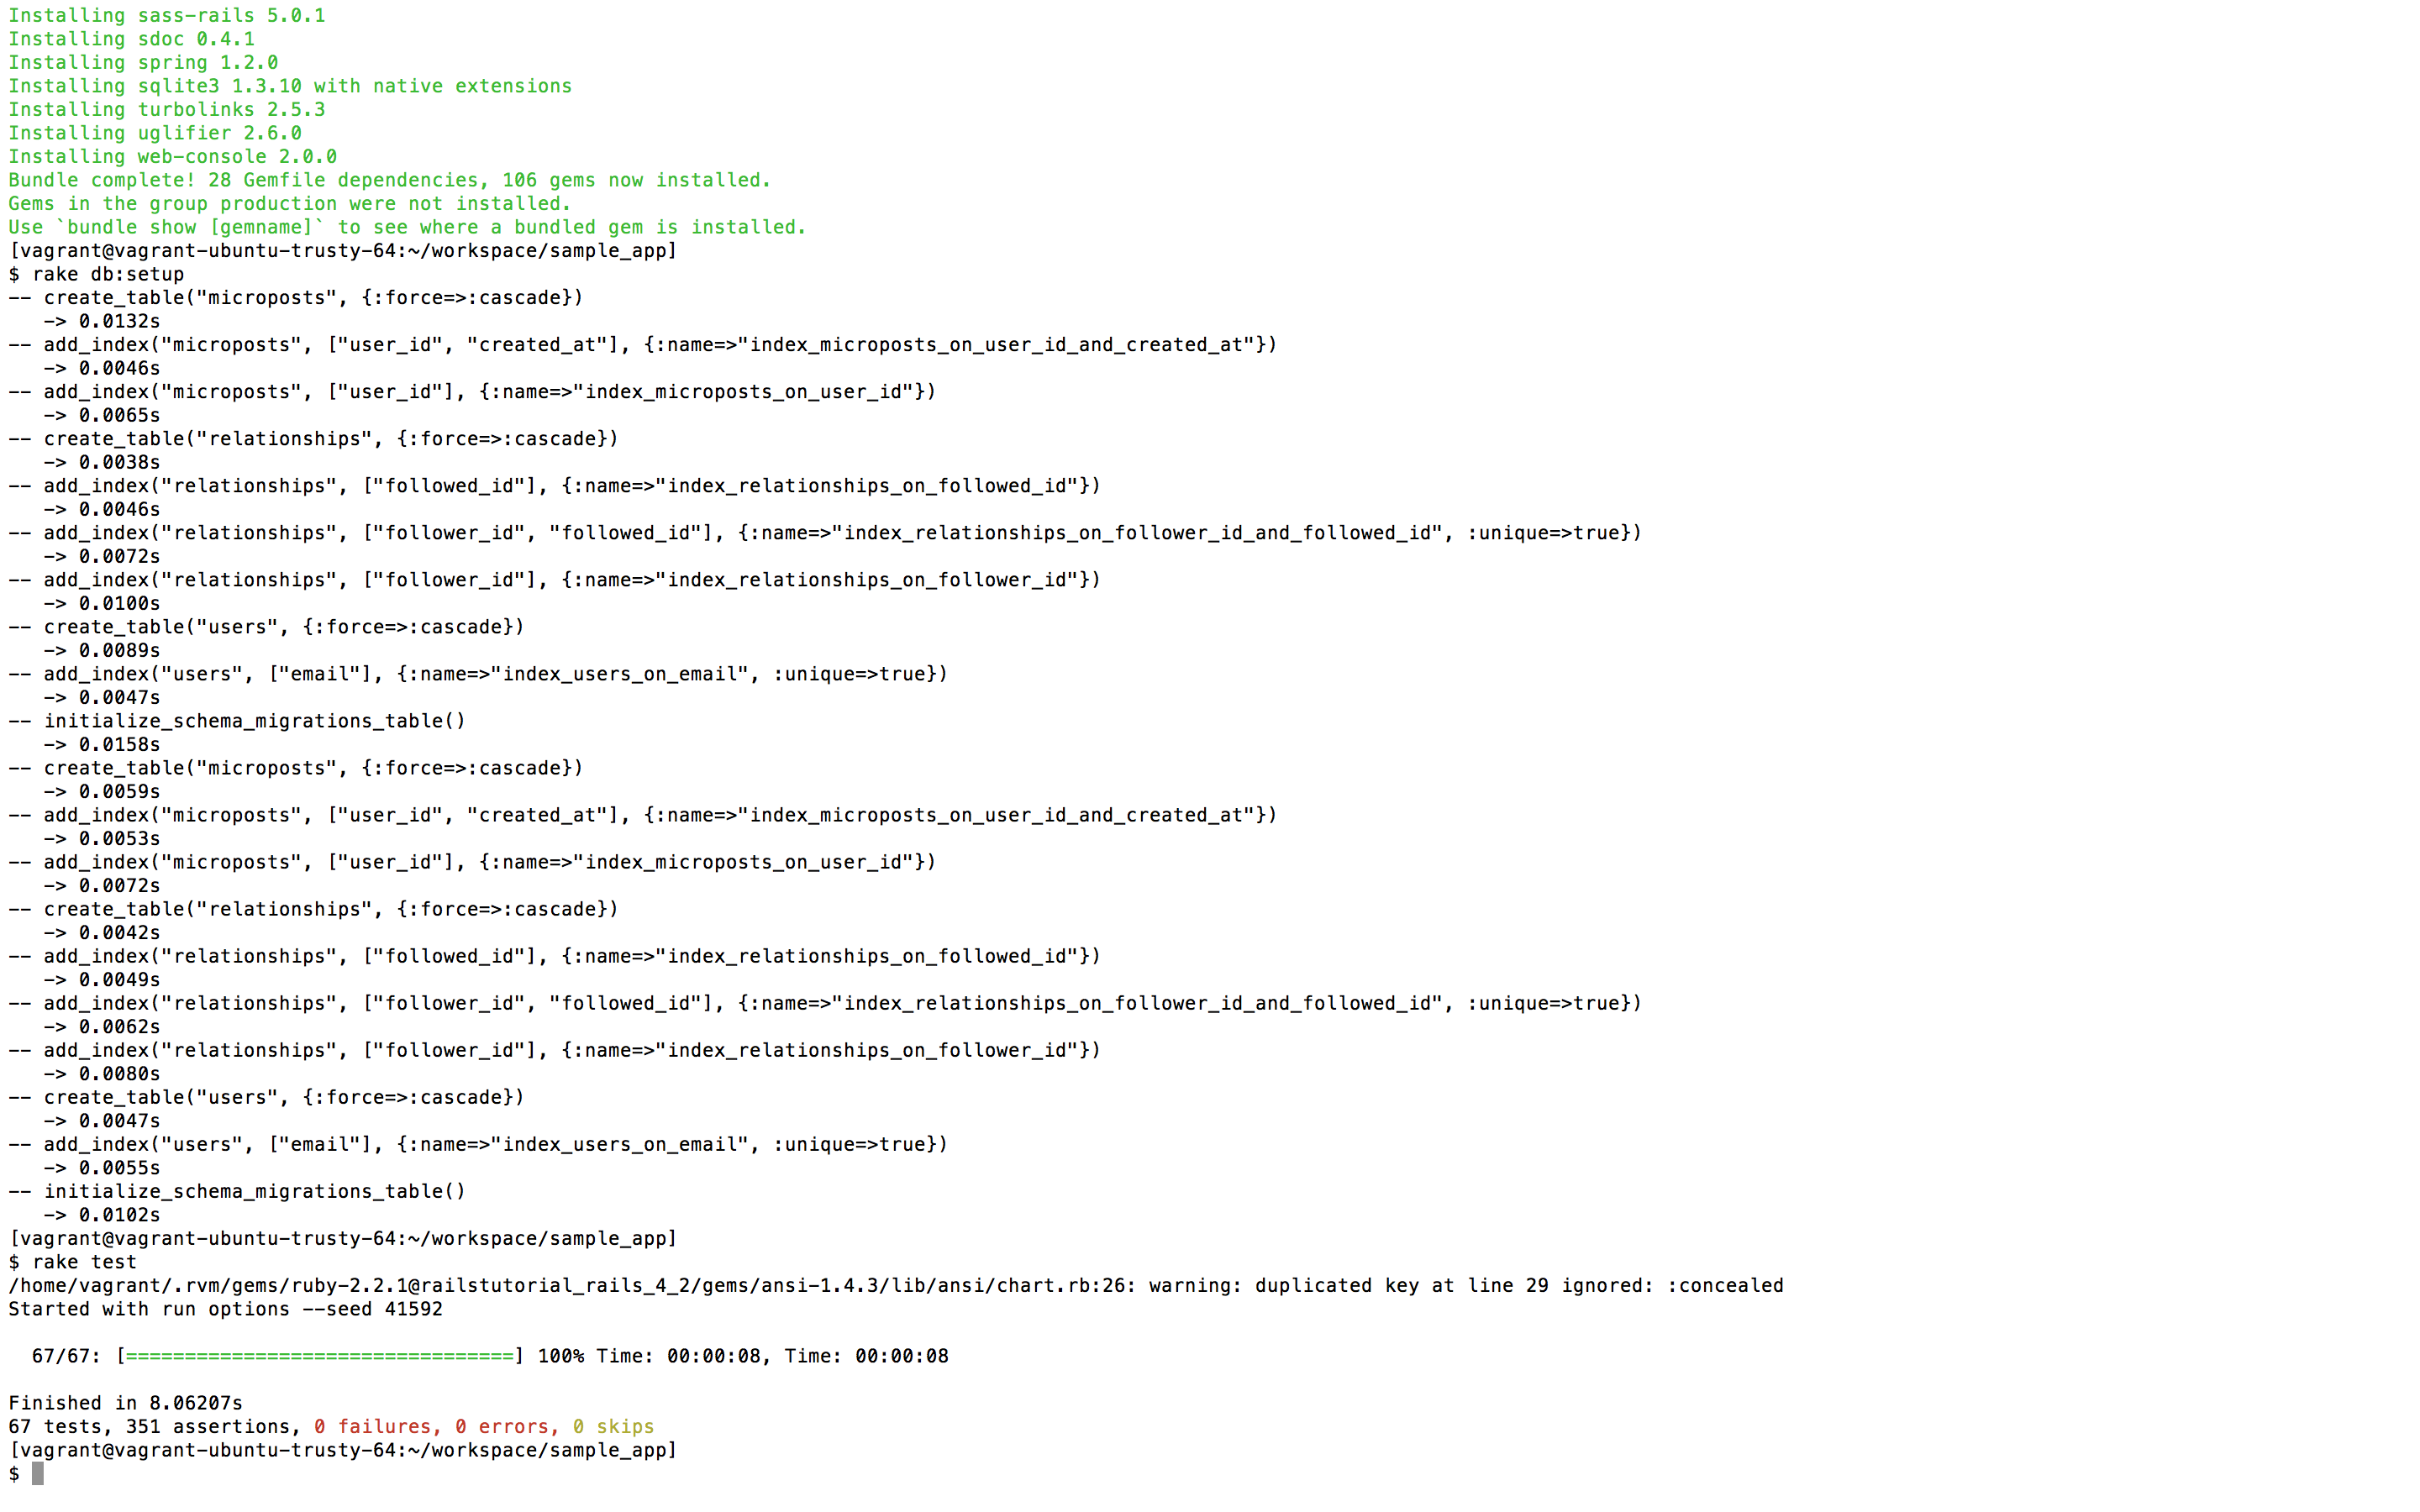 Installing sass-rails 5.0.1
Installing sdoc 0.4.1
Installing spring 1.2.0
Installing sqlite3 1.3.10 with native extensions
Installing turbolinks 2.5.3
Installing uglifier 2.6.0
Installing web-console 2.0.0
Bundle complete! 28 Gemfile dependencies, 106 gems now installed.
Gems in the group production were not installed.
Use `bundle show [gemname]` to see where a bundled gem is installed.
[vagrant@vagrant-ubuntu-trusty-64:~/workspace/sample_app]
$ rake db:setup
-- create_table("microposts", {:force=>:cascade})
   -> 0.0132s
-- add_index("microposts", ["user_id", "created_at"], {:name=>"index_microposts_on_user_id_and_created_at"})
   -> 0.0046s
-- add_index("microposts", ["user_id"], {:name=>"index_microposts_on_user_id"})
   -> 0.0065s
-- create_table("relationships", {:force=>:cascade})
   -> 0.0038s
-- add_index("relationships", ["followed_id"], {:name=>"index_relationships_on_followed_id"})
   -> 0.0046s
-- add_index("relationships", ["follower_id", "followed_id"], {:name=>"index_relationships_on_follower_id_and_followed_id", :unique=>true})
   -> 0.0072s
-- add_index("relationships", ["follower_id"], {:name=>"index_relationships_on_follower_id"})
   -> 0.0100s
-- create_table("users", {:force=>:cascade})
   -> 0.0089s
-- add_index("users", ["email"], {:name=>"index_users_on_email", :unique=>true})
   -> 0.0047s
-- initialize_schema_migrations_table()
   -> 0.0158s
-- create_table("microposts", {:force=>:cascade})
   -> 0.0059s
-- add_index("microposts", ["user_id", "created_at"], {:name=>"index_microposts_on_user_id_and_created_at"})
   -> 0.0053s
-- add_index("microposts", ["user_id"], {:name=>"index_microposts_on_user_id"})
   -> 0.0072s
-- create_table("relationships", {:force=>:cascade})
   -> 0.0042s
-- add_index("relationships", ["followed_id"], {:name=>"index_relationships_on_followed_id"})
   -> 0.0049s
-- add_index("relationships", ["follower_id", "followed_id"], {:name=>"index_relationships_on_follower_id_and_followed_id", :unique=>true})
   -> 0.0062s
-- add_index("relationships", ["follower_id"], {:name=>"index_relationships_on_follower_id"})
   -> 0.0080s
-- create_table("users", {:force=>:cascade})
   -> 0.0047s
-- add_index("users", ["email"], {:name=>"index_users_on_email", :unique=>true})
   -> 0.0055s
-- initialize_schema_migrations_table()
   -> 0.0102s
[vagrant@vagrant-ubuntu-trusty-64:~/workspace/sample_app]
$ rake test
/home/vagrant/.rvm/gems/ruby-2.2.1@railstutorial_rails_4_2/gems/ansi-1.4.3/lib/ansi/chart.rb:26: warning: duplicated key at line 29 ignored: :concealed
Started with run options --seed 41592
  67/67: [=================================] 100% Time: 00:00:08, Time: 00:00:08
Finished in 8.06207s
67 tests, 351 assertions, 0 failures, 0 errors, 0 skips
[vagrant@vagrant-ubuntu-trusty-64:~/workspace/sample_app]
$